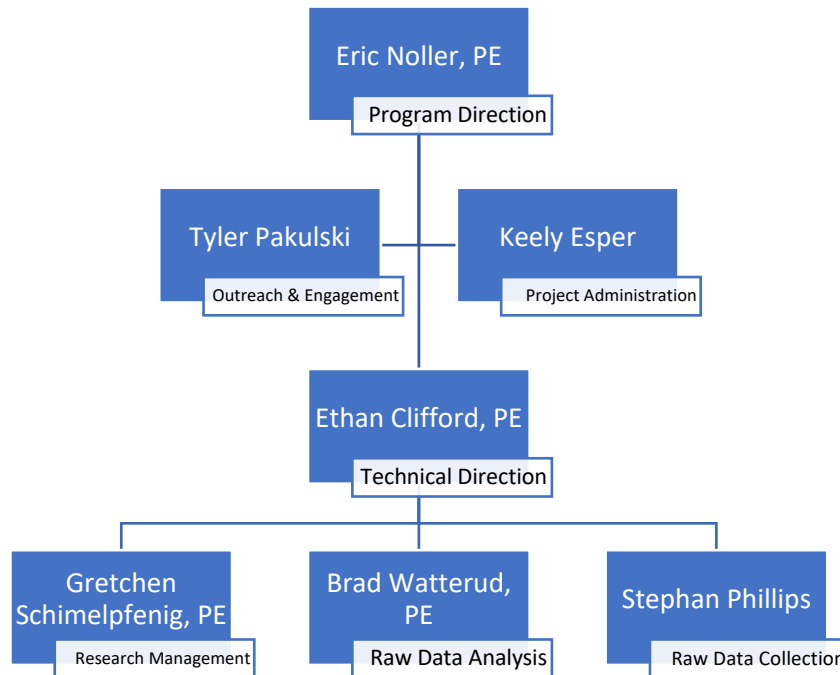 Eric Noller, PE
Program Direction
Tyler Pakulski
Outreach & Engagement
Keely Esper
Project Administration
Ethan Clifford, PE
Technical Direction
Gretchen
Schimelpfenig, PE
Research Management
Brad Watterud,
PE
Raw Data Analysis
Stephan Phillips
Raw Data Collection